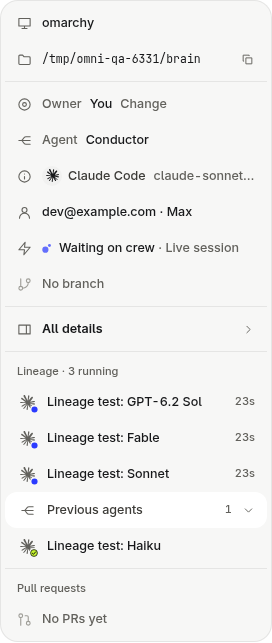 omarchy
/tmp/omni-qa-6331/brain
Owner You Change
Agent Conductor
Claude Code claude-sonnet...
dev@example.com · Max
Waiting on crew · Live session
No branch
All details
Lineage · 3 running
Lineage test: GPT-6.2 Sol 23s
Lineage test: Fable 23s
Lineage test: Sonnet 23s
Previous agents 1
Lineage test: Haiku
Pull requests
No PRs yet